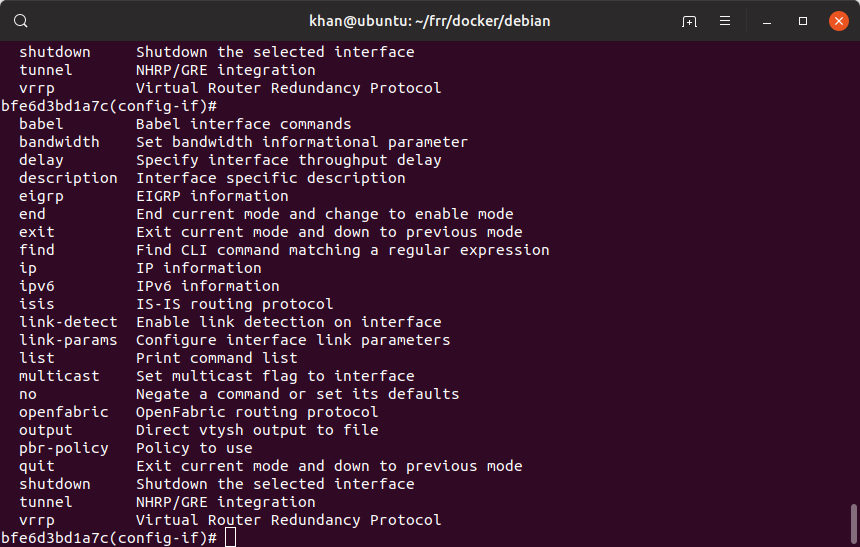 khan@ubuntu: ~/frr/docker/debian
shutdown Shutdown the selected interface
tunnel NHRP/GRE integration
vrrp Virtual Router Redundancy Protocol
bfe6d3bd1a7c(config-if)#
babel Babel interface commands
bandwidth Set bandwidth informational parameter
delay Specify interface throughput delay
description Interface specific description
eigrp EIGRP information
end End current mode and change to enable mode
exit Exit current mode and down to previous mode
find Find CLI command matching a regular expression
ip IP information
ipv6 IPv6 information
isis IS-IS routing protocol
link-detect Enable link detection on interface
link-params Configure interface link parameters
list Print command list
multicast Set multicast flag to interface
no Negate a command or set its defaults
openfabric OpenFabric routing protocol
output Direct vtysh output to file
pbr-policy Policy to use
quit Exit current mode and down to previous mode
shutdown Shutdown the selected interface
tunnel NHRP/GRE integration
vrrp Virtual Router Redundancy Protocol
bfe6d3bd1a7c(config-if)#